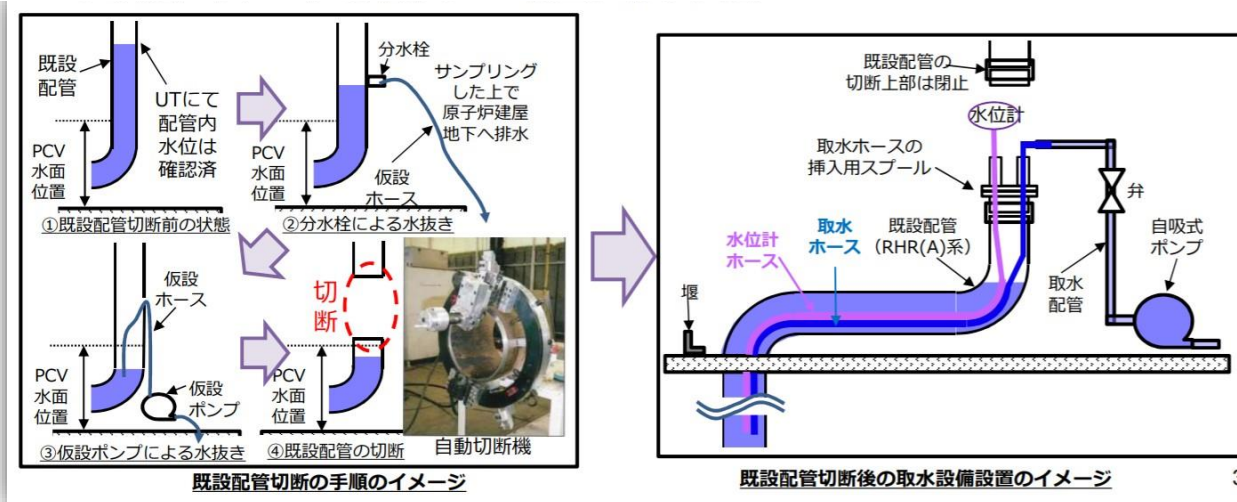 既設
配管
UTにて
配管内
水位は
確認済
PCV
水面
位置
①既設配管切断前の状態
分水栓
サンプリング
した上で
原子炉建屋
地下へ排水
PCV
水面
位置
仮設
ホース
②分水栓による水抜き
仮設
ホース
PCV
水面
位置
仮設
ポンプ
③仮設ポンプによる水抜き
切
断
PCV
水面
位置
④既設配管の切断
自動切断機
既設配管切断の手順のイメージ
既設配管の
切断上部は閉止
水位計
取水ホースの
挿入用スプール
弁
既設配管
（RHR(A)系）
自吸式
ポンプ
水位計
ホース
取水
ホース
取水
配管
堰
既設配管切断後の取水設備設置のイメージ